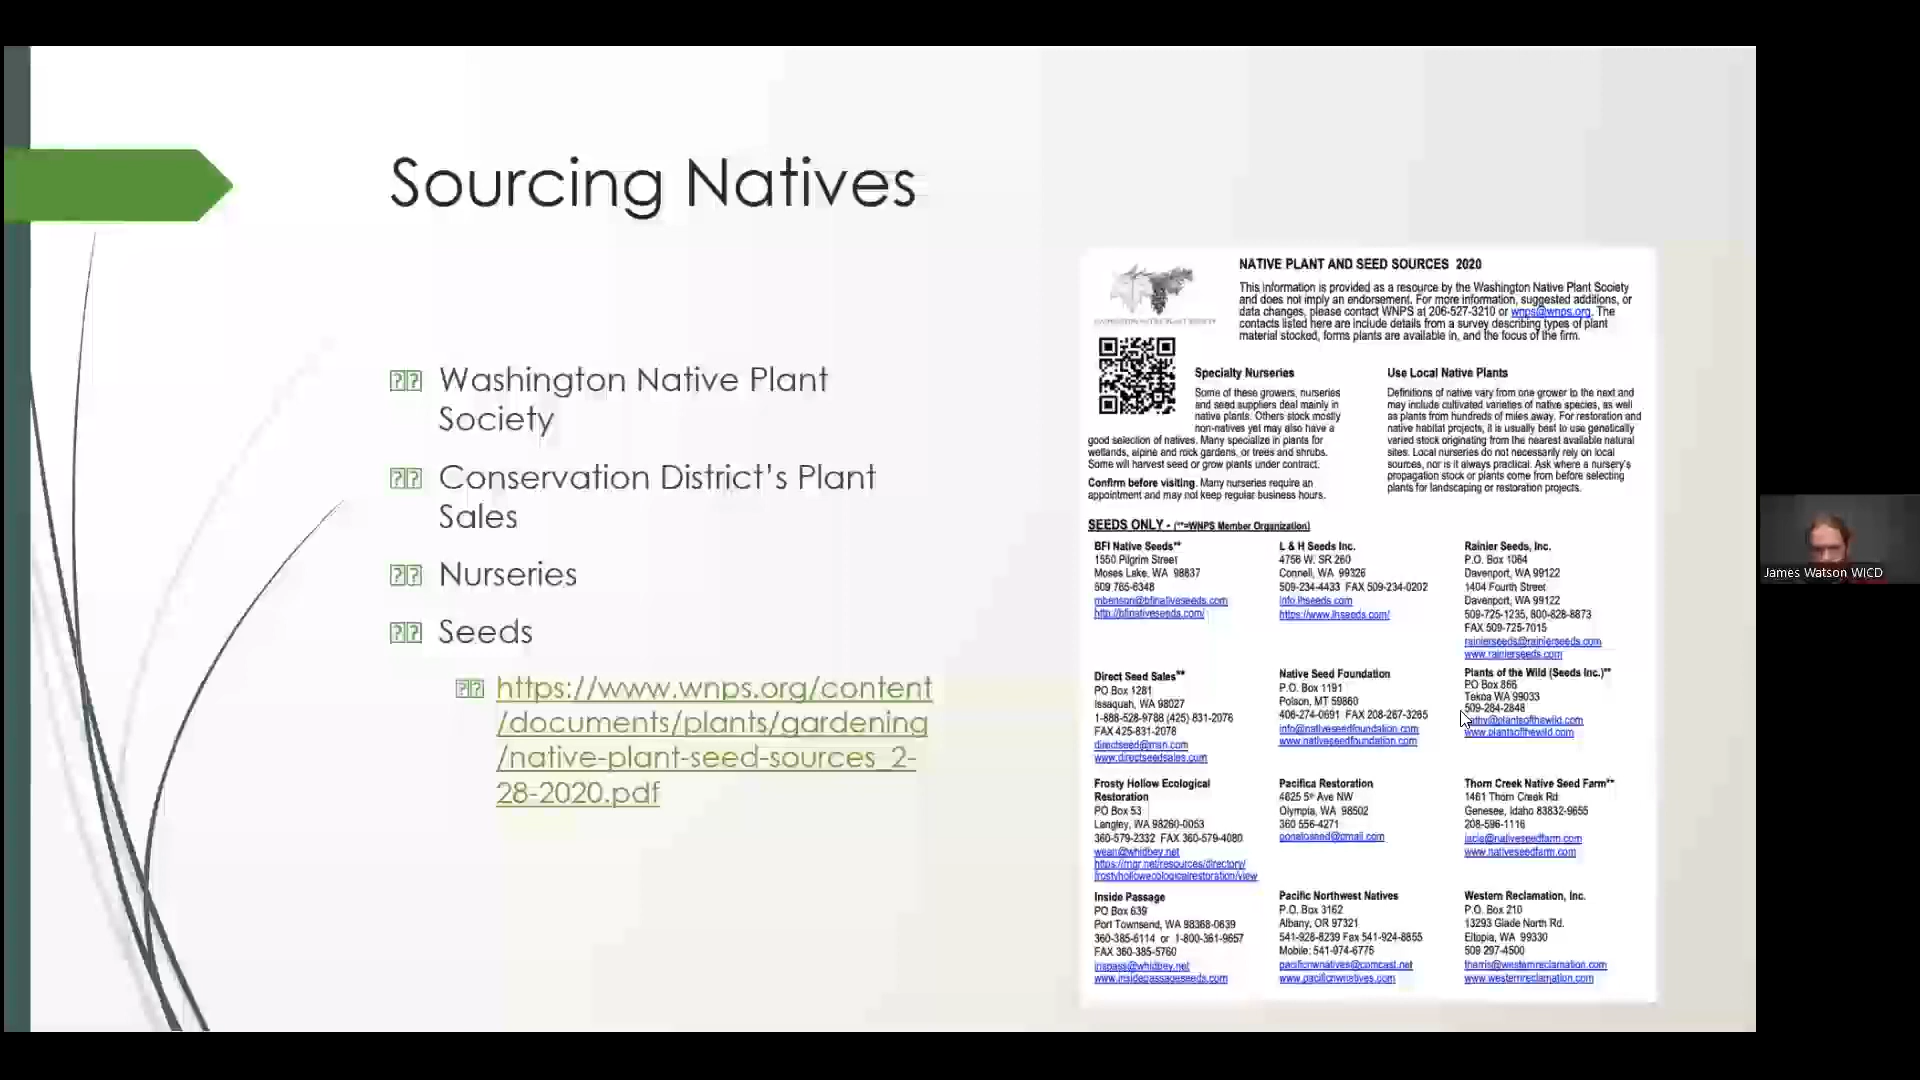 Sourcing Natives
Washington Native Plant
Society
Conservation District's Plant
Sales
Nurseries
Seeds
https://www.wnps.org/content
/documents/plants/gardening
/native-plant-seed-sources_2-
28-2020.pdf
NATIVE PLANT AND SEED SOURCES 2020
This information is provided as a resource by the Washington Native Plant Society
and does not imply an endorsement. For more information, suggested additions, or
data changes, please contact WNPS at 206-527-3210 or wnps@wnps.org. The
contacts listed here are include details from a survey describing types of plant
material stocked, forms plants are available in, and the focus of the firm.
WASHINGTON NATIVE PLANT SOCIETY
Specialty Nurseries
Some of these growers, nurseries
and seed suppliers deal mainly in
native plants. Others stock mostly
non-natives yet may also have a
good selection of natives. Many specialize in plants for
wetlands, alpine and rock gardens, or trees and shrubs.
Some will harvest seed or grow plants under contract.
Confirm before visiting. Many nurseries require an
appointment and may not keep regular business hours.
Use Local Native Plants
Definitions of native vary from one grower to the next and
may include cultivated varieties of native species, as well
as plants from hundreds of miles away. For restoration and
native habitat projects, it is usually best to use genetically
varied stock originating from the nearest available natural
sites. Local nurseries do not necessarily rely on local
sources, nor is it always practical. Ask where a nursery's
propagation stock or plants come from before selecting
plants for landscaping or restoration projects.
SEEDS ONLY - (**=WNPS Member Organization)
BFI Native Seeds**
1550 Pilgrim Street
Moses Lake, WA 98837
509 765-6348
mbenson@bfinativeseeds.com
http://bfinativeseeds.com/
L & H Seeds Inc.
4756 W. SR 260
Connell, WA 99326
509-234-4433 FAX 509-234-0202
info.lhseeds.com
https://www.lhseeds.com/
Rainier Seeds, Inc.
P.O. Box 1064
Davenport, WA 99122
1404 Fourth Street
Davenport, WA 99122
509-725-1235, 800-828-8873
FAX 509-725-7015
rainierseeds@rainierseeds.com
www.rainierseeds.com
Direct Seed Sales**
PO Box 1281
Issaquah, WA 98027
1-888-528-9788 (425) 831-2076
FAX 425-831-2078
directseed@msn.com
www.directseedsales.com
Native Seed Foundation
P.O. Box 1191
Polson, MT 59860
406-274-0691 FAX 208-267-3265
info@nativeseedfoundation.com
www.nativeseedfoundation.com
Plants of the Wild (Seeds Inc.)**
PO Box 866
Tekoa WA 99033
509-284-2848
kathy@plantsofthewild.com
www.plantsofthewild.com
Frosty Hollow Ecological
Restoration
PO Box 53
Langley, WA 98260-0053
360-579-2332 FAX 360-579-4080
wean@whidbey.net
https://mgr.net/resources/directory/
frostyhollowecologicalrestoration/view
Pacifica Restoration
4625 5th Ave NW
Olympia, WA 98502
360 556-4271
Thorn Creek Native Seed Farm**
1461 Thorn Creek Rd
Genesee, Idaho 83832-9655
208-596-1116
jacie@nativeseedfarm.com
www.nativeseedfarm.com
Inside Passage
PO Box 639
Port Townsend, WA 98368-0639
360-385-6114 or 1-800-361-9657
FAX 360-385-5760
inspass@whidbey.net
www.insidepassageseeds.com
Pacific Northwest Natives
P.O. Box 3162
Albany, OR 97321
541-928-8239 Fax 541-924-8855
Mobile: 541-974-6775
pacificnwnatives@comcast.net
www.pacificnwnatives.com
Western Reclamation, Inc.
P.O. Box 210
13293 Glade North Rd.
Eltopia, WA 99330
509 297-4500
tharris@westernreclamation.com
www.westernreclamation.com
James Watson WICD